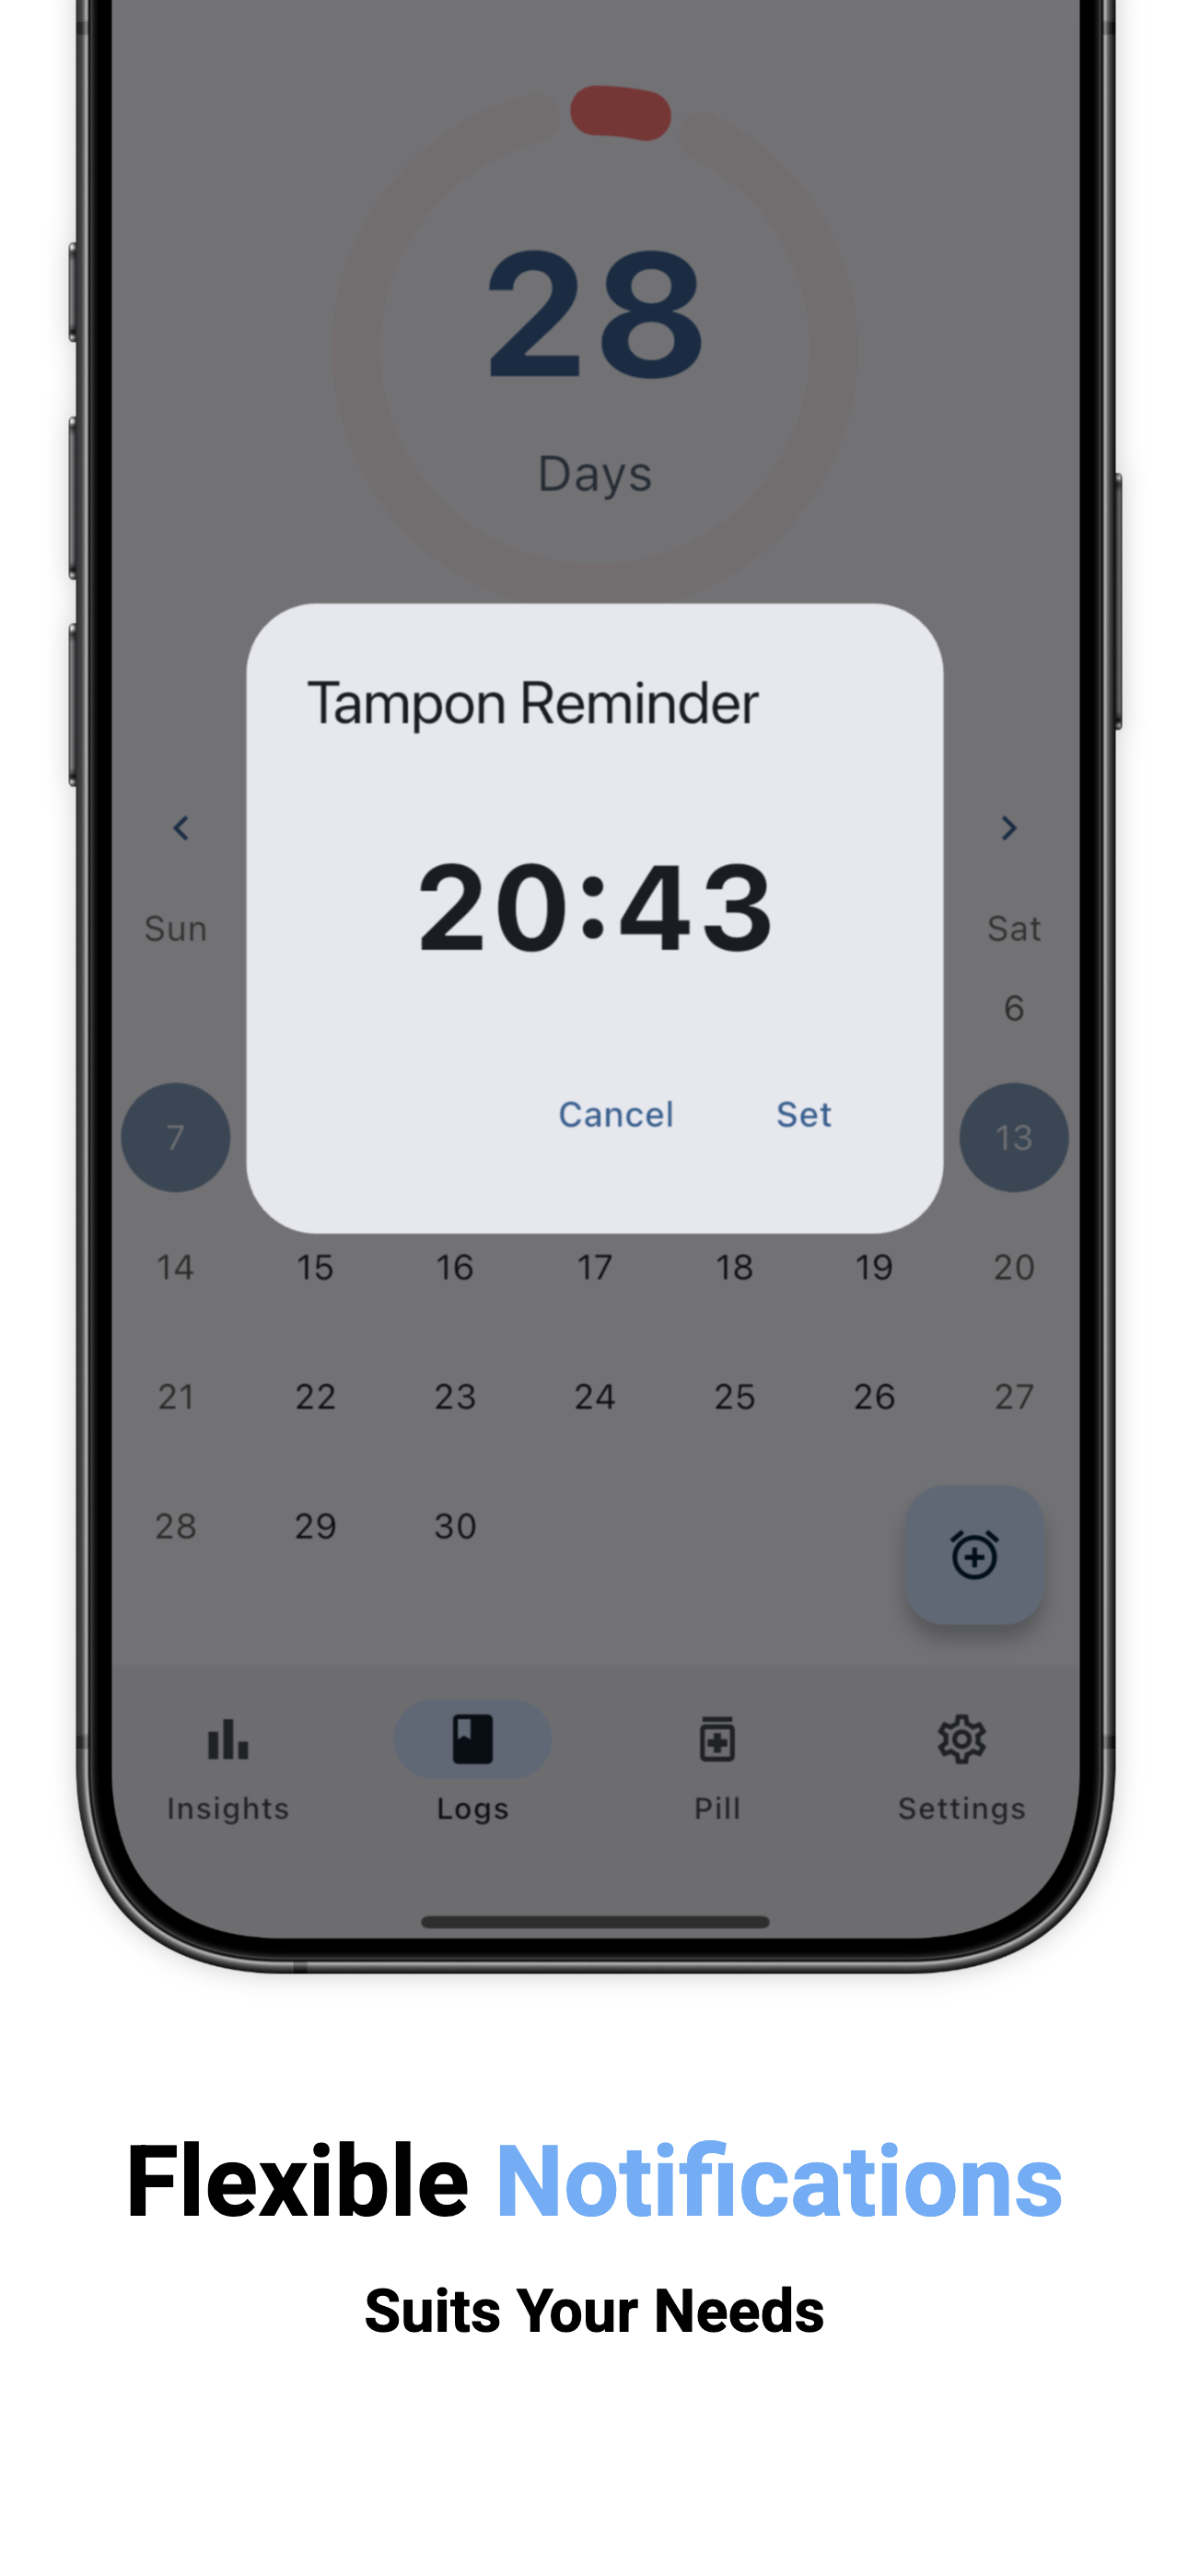 28
Days
Tampon Reminder
20:43
Cancel Set
Sun Sat
6
7 13
14 15 16 17 18 19 20
21 22 23 24 25 26 27
28 29 30
Insights Logs Pill Settings
Flexible Notifications
Suits Your Needs